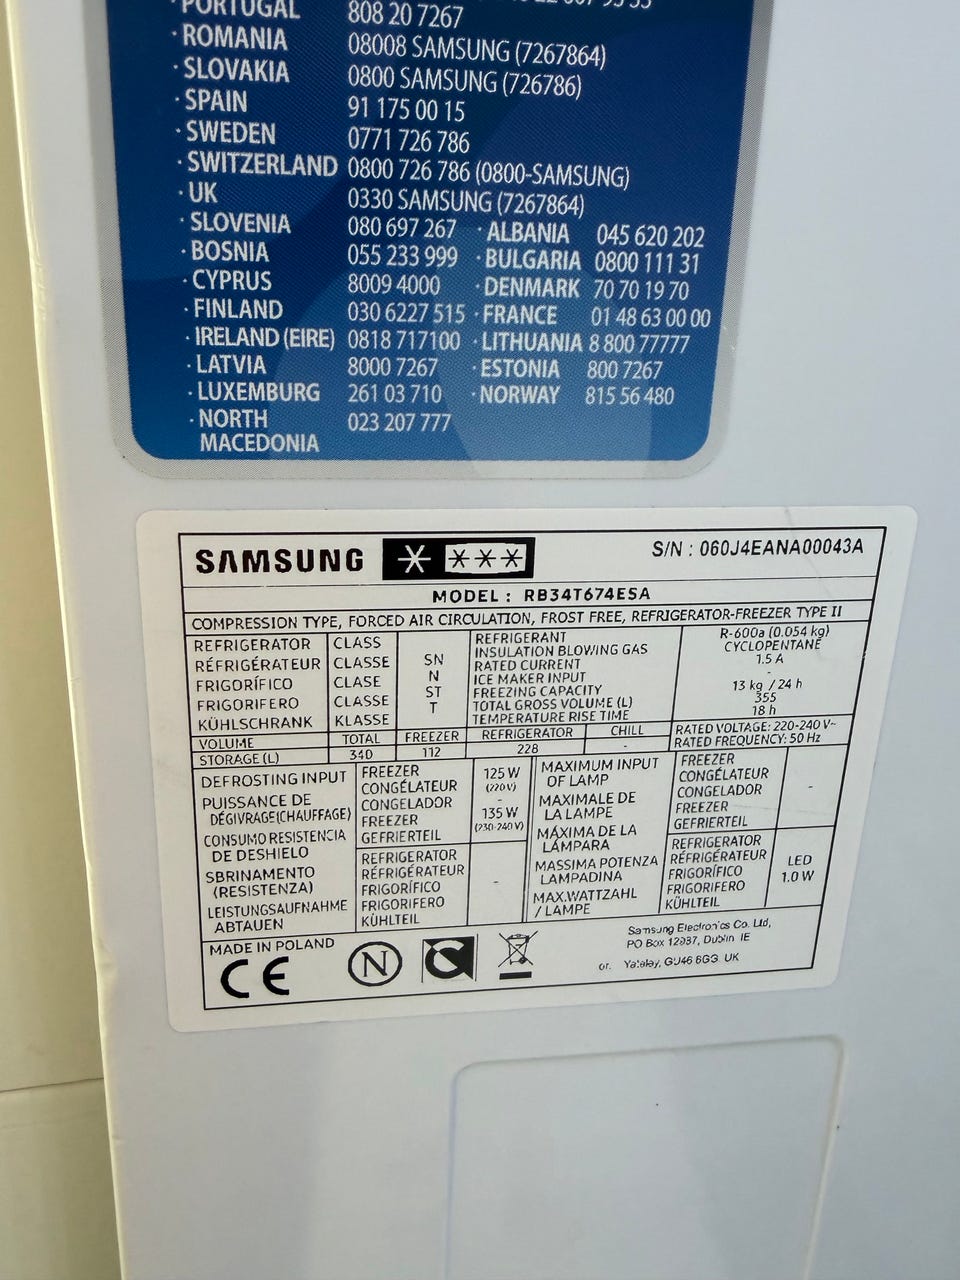 · PORTUGAL 808 20 7267
· ROMANIA 08008 SAMSUNG (7267864)
· SLOVAKIA 0800 SAMSUNG (726786)
· SPAIN 91 175 00 15
· SWEDEN 0771 726 786
· SWITZERLAND 0800 726 786 (0800-SAMSUNG)
· UK 0330 SAMSUNG (7267864)
· SLOVENIA 080 697 267 · ALBANIA 045 620 202
· BOSNIA 055 233 999 · BULGARIA 0800 111 31
· CYPRUS 8009 4000 · DENMARK 70 70 19 70
· FINLAND 030 6227 515 · FRANCE 01 48 63 00 00
· IRELAND (EIRE) 0818 717100 · LITHUANIA 8 800 77777
· LATVIA 8000 7267 · ESTONIA 800 7267
· LUXEMBURG 261 03 710 · NORWAY 815 56 480
· NORTH 023 207 777
MACEDONIA
SAMSUNG S/N : 060J4EANA00043A
MODEL : RB34T674ESA
COMPRESSION TYPE, FORCED AIR CIRCULATION, FROST FREE, REFRIGERATOR-FREEZER TYPE II
REFRIGERATOR CLASS
RÉFRIGÉRATEUR CLASSE
FRIGORÍFICO CLASE
FRIGORIFERO CLASSE
KÜHLSCHRANK KLASSE
SN
N
ST
T
REFRIGERANT R-600a (0.054 kg)
INSULATION BLOWING GAS CYCLOPENTANE
RATED CURRENT 1.5 A
ICE MAKER INPUT -
FREEZING CAPACITY 13 kg / 24 h
TOTAL GROSS VOLUME (L) 355
TEMPERATURE RISE TIME 18 h
VOLUME TOTAL FREEZER REFRIGERATOR CHILL
STORAGE (L) 340 112 228 -
RATED VOLTAGE: 220-240 V~
RATED FREQUENCY: 50 Hz
DEFROSTING INPUT
PUISSANCE DE
DÉGIVRAGE(CHAUFFAGE)
CONSUMO RESISTENCIA
DE DESHIELO
SBRINAMENTO
(RESISTENZA)
LEISTUNGSAUFNAHME
ABTAUEN
FREEZER
CONGÉLATEUR
CONGELADOR
FREEZER
GEFRIERTEIL
125 W
(220 V)
-
135 W
(230-240 V)
REFRIGERATOR
RÉFRIGÉRATEUR
FRIGORÍFICO
FRIGORIFERO
KÜHLTEIL
-
MAXIMUM INPUT
OF LAMP
MAXIMALE DE
LA LAMPE
MÁXIMA DE LA
LÁMPARA
MASSIMA POTENZA
LAMPADINA
MAX.WATTZAHL
/ LAMPE
FREEZER
CONGÉLATEUR
CONGELADOR
FREEZER
GEFRIERTEIL
-
REFRIGERATOR
RÉFRIGÉRATEUR
FRIGORÍFICO
FRIGORIFERO
KÜHLTEIL
LED
1.0 W
MADE IN POLAND
CE N
Samsung Electronics Co. Ltd,
PO Box 12987, Dublin. IE
or. Yateley, GU46 6GG. UK